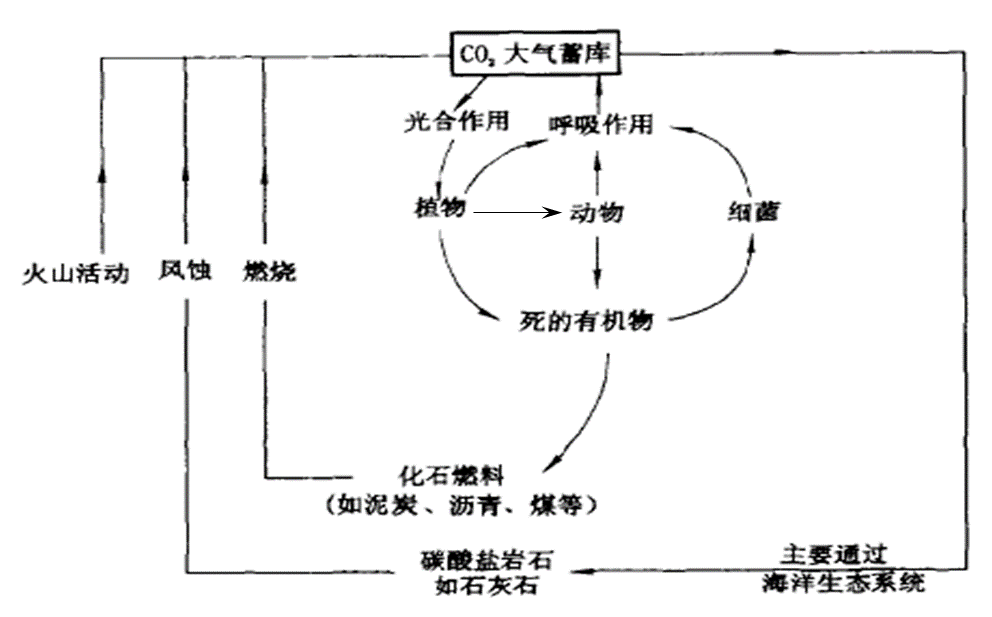 CO₂ 大气蓄库
光合作用
呼吸作用
植物
动物
细菌
火山活动
风蚀
燃烧
死的有机物
化石燃料
(如泥炭、沥青、煤等)
碳酸盐岩石
如石灰石
主要通过
海洋生态系统